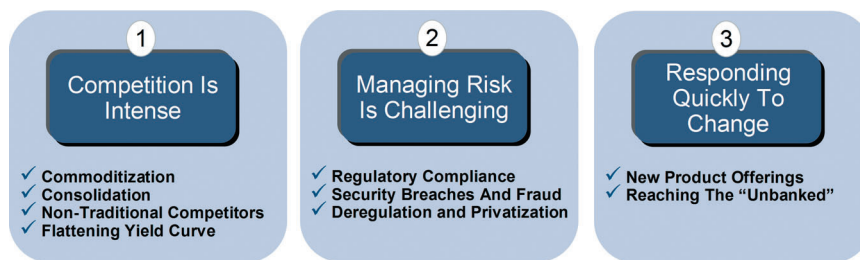 1
Competition Is
Intense
Commoditization
Consolidation
Non-Traditional Competitors
Flattening Yield Curve
2
Managing Risk
Is Challenging
Regulatory Compliance
Security Breaches And Fraud
Deregulation and Privatization
3
Responding
Quickly To
Change
New Product Offerings
Reaching The “Unbanked”